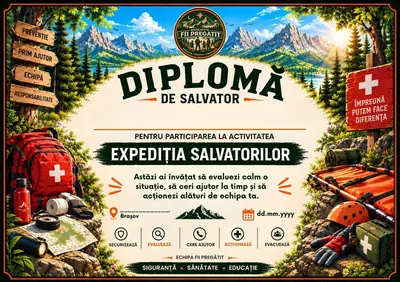 FII PREGĂTIT
PREVENȚIE
PRIM AJUTOR
ECHIPĂ
RESPONSABILITATE
DIPLOMĂ
DE SALVATOR
ÎMPREUNĂ
PUTEM FACE
DIFERENȚA
PENTRU PARTICIPAREA LA ACTIVITATEA
EXPEDIȚIA SALVATORILOR
Astăzi ai învățat să evaluezi calm o
situație, să ceri ajutor la timp și să
acționezi alături de echipa ta.
Brașov
dd.mm.yyyy
SECURIZEAZĂ
EVALUEAZĂ
CERE AJUTOR
ACȚIONEAZĂ
EVACUEAZĂ
ECHIPA FII PREGĂTIT
SIGURANȚĂ • SĂNĂTATE • EDUCAȚIE